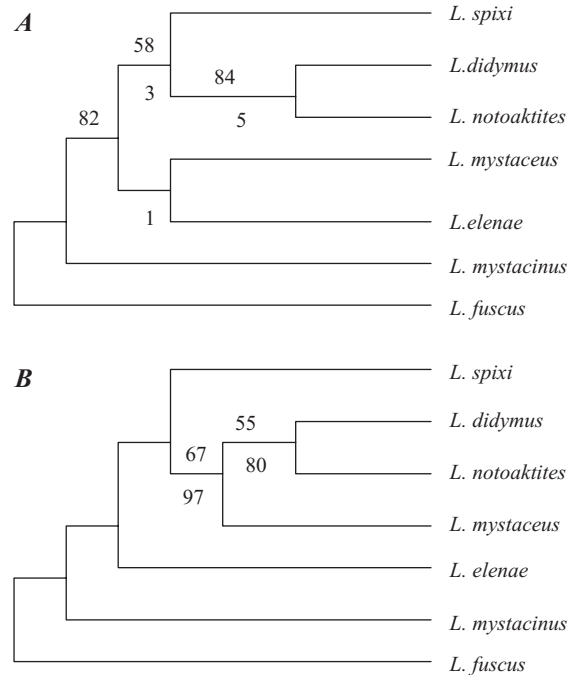 A
L. spixi
58
L.didymus
84
3
L. notoaktites
5
82
L. mystaceus
L.elenae
1
L. mystacinus
L. fuscus
B
L. spixi
L. didymus
55
67
80
L. notoaktites
97
L. mystaceus
L. elenae
L. mystacinus
L. fuscus